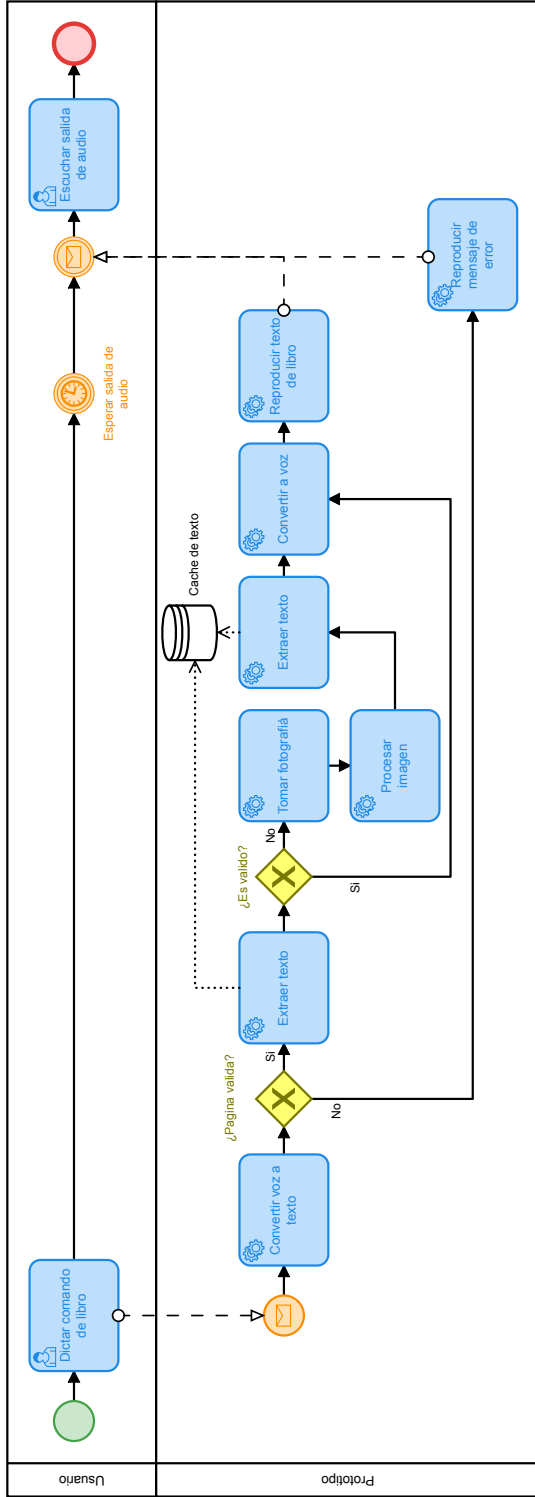 Usuario
Dictar comando
de libro
Esperar salida de
audio
Escuchar salida
de audio
Prototipo
Convertir voz a
texto
¿Pagina valida?
Si
No
Extraer texto
¿Es valido?
No
Si
Tomar fotografiá
Procesar
imagen
Extraer texto
Cache de texto
Convertir a voz
Reproducir texto
de libro
Reproducir
mensaje de
error